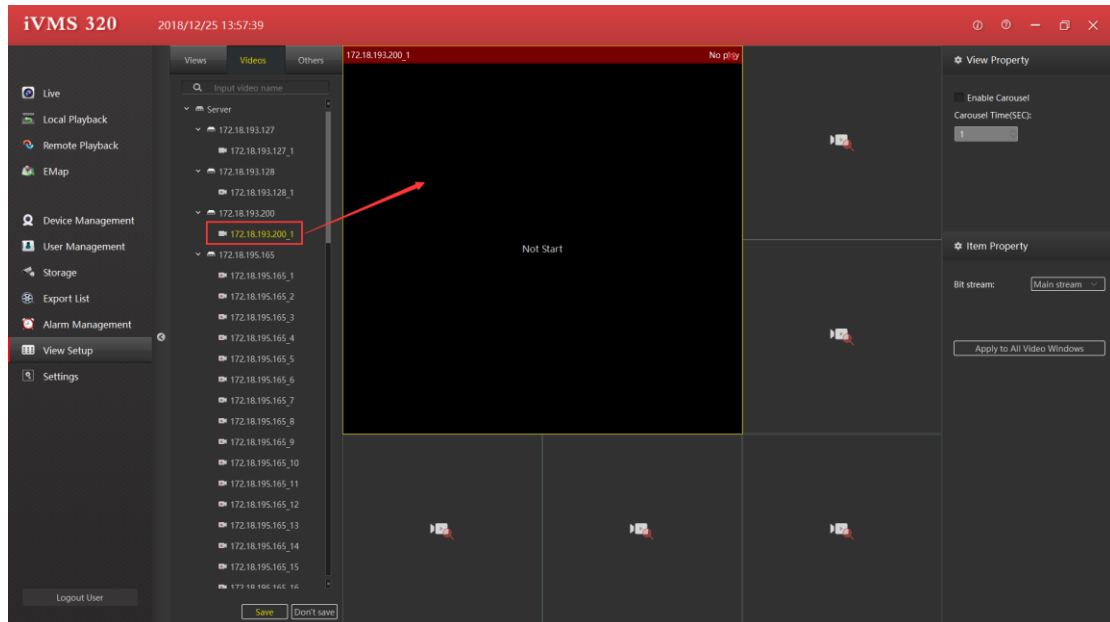 iVMS 320
2018/12/25 13:57:39
Live
Local Playback
Remote Playback
EMap
Device Management
User Management
Storage
Export List
Alarm Management
View Setup
Settings
Logout User
Views Videos Others
Input video name
Server
172.18.193.127
172.18.193.127_1
172.18.193.128
172.18.193.128_1
172.18.193.200
172.18.193.200_1
172.18.195.165
172.18.195.165_1
172.18.195.165_2
172.18.195.165_3
172.18.195.165_4
172.18.195.165_5
172.18.195.165_6
172.18.195.165_7
172.18.195.165_8
172.18.195.165_9
172.18.195.165_10
172.18.195.165_11
172.18.195.165_12
172.18.195.165_13
172.18.195.165_14
172.18.195.165_15
172.18.195.165_16
Save Don't save
172.18.193.200_1 No play
Not Start
View Property
Enable Carousel
Carousel Time(SEC):
1
Item Property
Bit stream: Main stream
Apply to All Video Windows